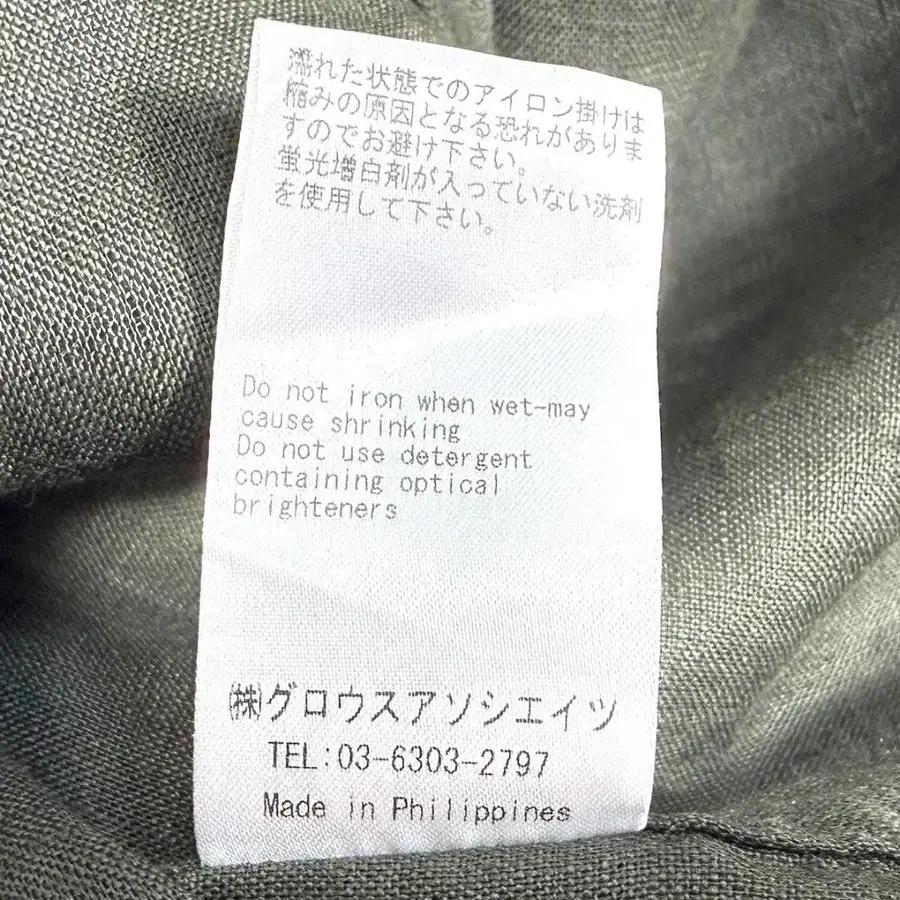 濡れた状態でのアイロン掛けは
縮みの原因となる恐れがありま
すのでお避け下さい。
蛍光増白剤が入っていない洗剤
を使用して下さい。
Do not iron when wet-may
cause shrinking
Do not use detergent
containing optical
brighteners
㈱グロウスアソシエイツ
TEL:03-6303-2797
Made in Philippines